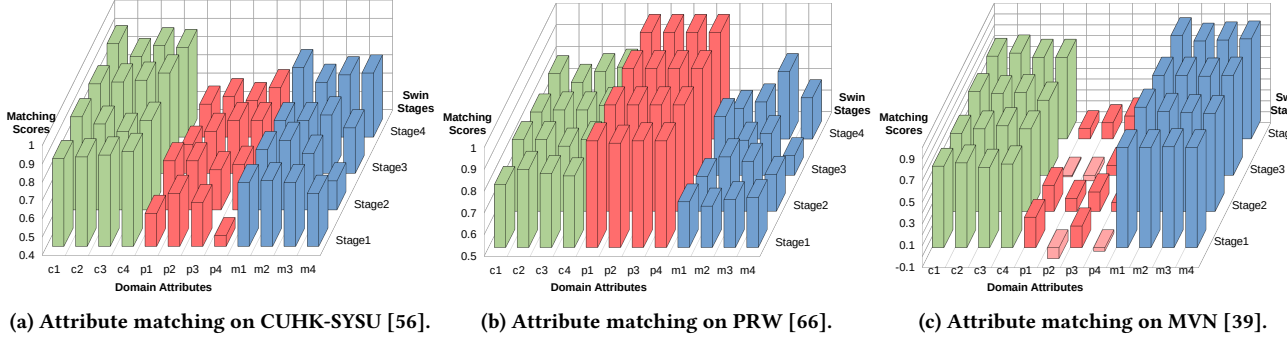 Matching
Scores
1
0.9
0.8
0.7
0.6
0.5
0.4
c1 c2 c3 c4 p1 p2 p3 p4 m1 m2 m3 m4
Domain Attributes
Swin
Stages
Stage4
Stage3
Stage2
Stage1
(a) Attribute matching on CUHK-SYSU [56].
Matching
Scores
1
0.9
0.8
0.7
0.6
0.5
c1 c2 c3 c4 p1 p2 p3 p4 m1 m2 m3 m4
Domain Attributes
Swin
Stages
Stage4
Stage3
Stage2
Stage1
(b) Attribute matching on PRW [66].
Matching
Scores
0.9
0.7
0.5
0.3
0.1
-0.1
c1 c2 c3 c4 p1 p2 p3 p4 m1 m2 m3 m4
Domain Attributes
Stage3
Stage2
Stage1
(c) Attribute matching on MVN [39].